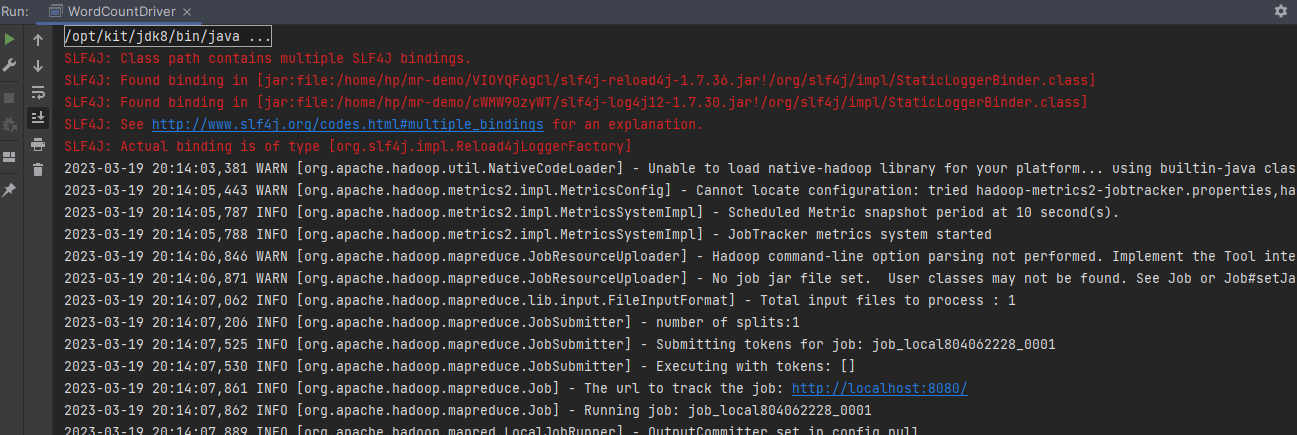 Run: WordCountDriver
/opt/kit/jdk8/bin/java ...
SLF4J: Class path contains multiple SLF4J bindings.
SLF4J: Found binding in [jar:file:/home/hp/mr-demo/VIOYQF6gCl/slf4j-reload4j-1.7.36.jar!/org/slf4j/impl/StaticLoggerBinder.class]
SLF4J: Found binding in [jar:file:/home/hp/mr-demo/cWMW90zyWT/slf4j-log4j12-1.7.30.jar!/org/slf4j/impl/StaticLoggerBinder.class]
SLF4J: See http://www.slf4j.org/codes.html#multiple_bindings for an explanation.
SLF4J: Actual binding is of type [org.slf4j.impl.Reload4jLoggerFactory]
2023-03-19 20:14:03,381 WARN [org.apache.hadoop.util.NativeCodeLoader] - Unable to load native-hadoop library for your platform... using builtin-java clas
2023-03-19 20:14:05,443 WARN [org.apache.hadoop.metrics2.impl.MetricsConfig] - Cannot locate configuration: tried hadoop-metrics2-jobtracker.properties,ha
2023-03-19 20:14:05,787 INFO [org.apache.hadoop.metrics2.impl.MetricsSystemImpl] - Scheduled Metric snapshot period at 10 second(s).
2023-03-19 20:14:05,788 INFO [org.apache.hadoop.metrics2.impl.MetricsSystemImpl] - JobTracker metrics system started
2023-03-19 20:14:06,846 WARN [org.apache.hadoop.mapreduce.JobResourceUploader] - Hadoop command-line option parsing not performed. Implement the Tool inte
2023-03-19 20:14:06,871 WARN [org.apache.hadoop.mapreduce.JobResourceUploader] - No job jar file set.  User classes may not be found. See Job or Job#setJa
2023-03-19 20:14:07,062 INFO [org.apache.hadoop.mapreduce.lib.input.FileInputFormat] - Total input files to process : 1
2023-03-19 20:14:07,206 INFO [org.apache.hadoop.mapreduce.JobSubmitter] - number of splits:1
2023-03-19 20:14:07,525 INFO [org.apache.hadoop.mapreduce.JobSubmitter] - Submitting tokens for job: job_local804062228_0001
2023-03-19 20:14:07,530 INFO [org.apache.hadoop.mapreduce.JobSubmitter] - Executing with tokens: []
2023-03-19 20:14:07,861 INFO [org.apache.hadoop.mapreduce.Job] - The url to track the job: http://localhost:8080/
2023-03-19 20:14:07,862 INFO [org.apache.hadoop.mapreduce.Job] - Running job: job_local804062228_0001
2023-03-19 20:14:07,889 INFO [org.apache.hadoop.mapred.LocalJobRunner] - OutputCommitter set in config null